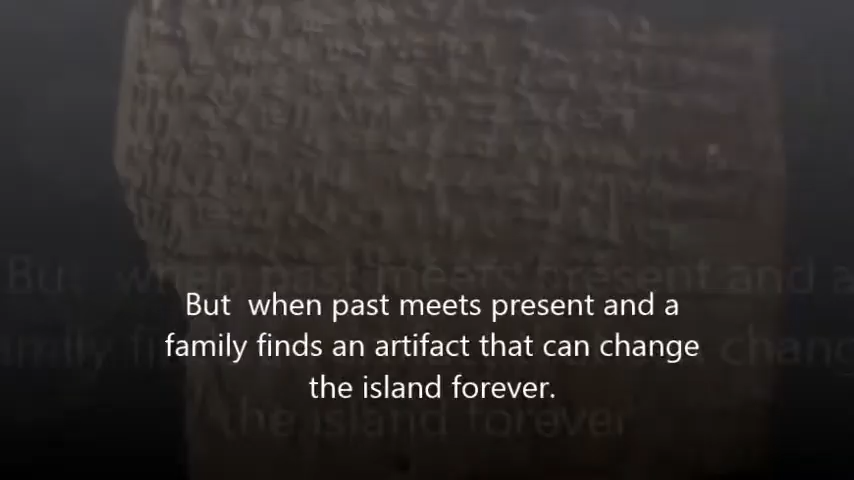 But  when past meets present and a
family finds an artifact that can change
the island forever.